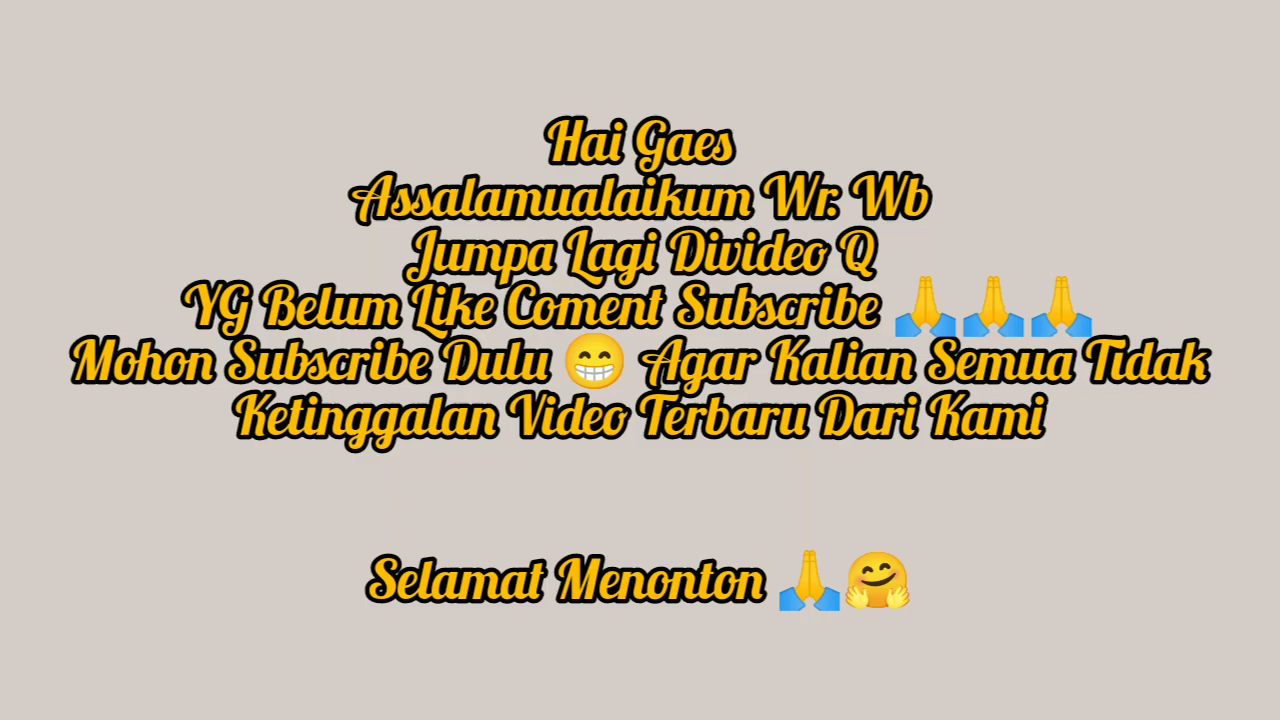 Hai Gaes
Assalamualaikum Wr. Wb
Jumpa Lagi Divideo Q
YG Belum Like Coment Subscribe 🙏🙏🙏
Mohon Subscribe Dulu 😁 Agar Kalian Semua Tidak
Ketinggalan Video Terbaru Dari Kami
Selamat Menonton 🙏🤗